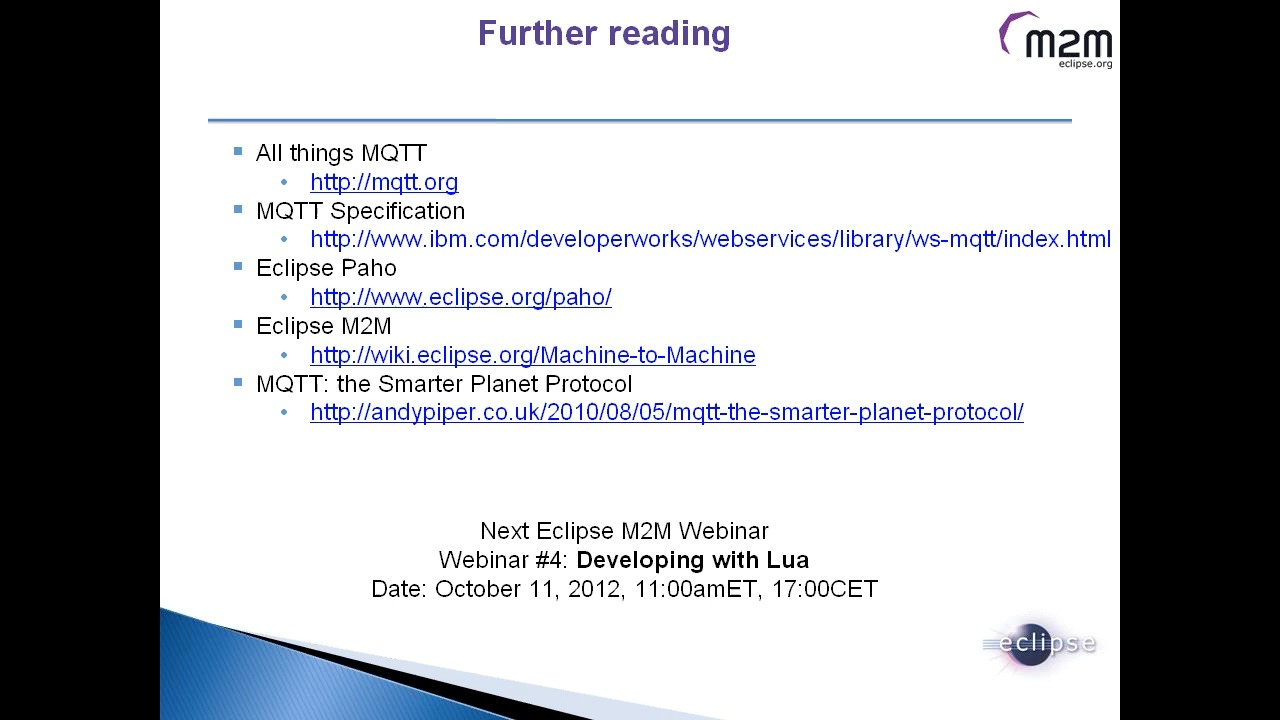 Further reading
m2m
eclipse.org
All things MQTT
http://mqtt.org
MQTT Specification
http://www.ibm.com/developerworks/webservices/library/ws-mqtt/index.html
Eclipse Paho
http://www.eclipse.org/paho/
Eclipse M2M
http://wiki.eclipse.org/Machine-to-Machine
MQTT: the Smarter Planet Protocol
http://andypiper.co.uk/2010/08/05/mqtt-the-smarter-planet-protocol/
Next Eclipse M2M Webinar
Webinar #4: Developing with Lua
Date: October 11, 2012, 11:00amET, 17:00CET
eclipse